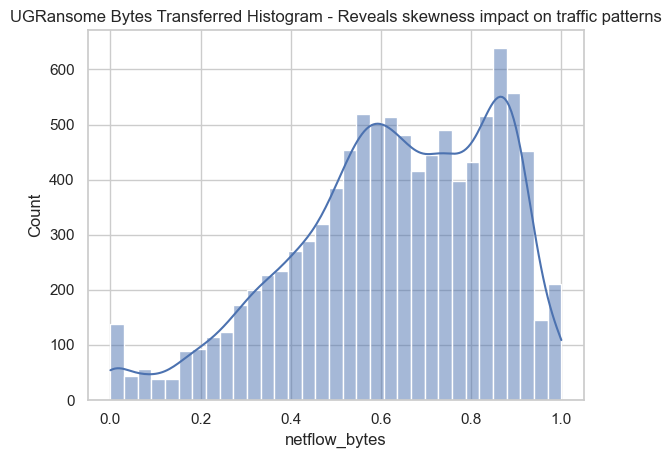 UGRansome Bytes Transferred Histogram - Reveals skewness impact on traffic patterns
600
500
400
300
200
100
0
Count
0.0 0.2 0.4 0.6 0.8 1.0
netflow_bytes